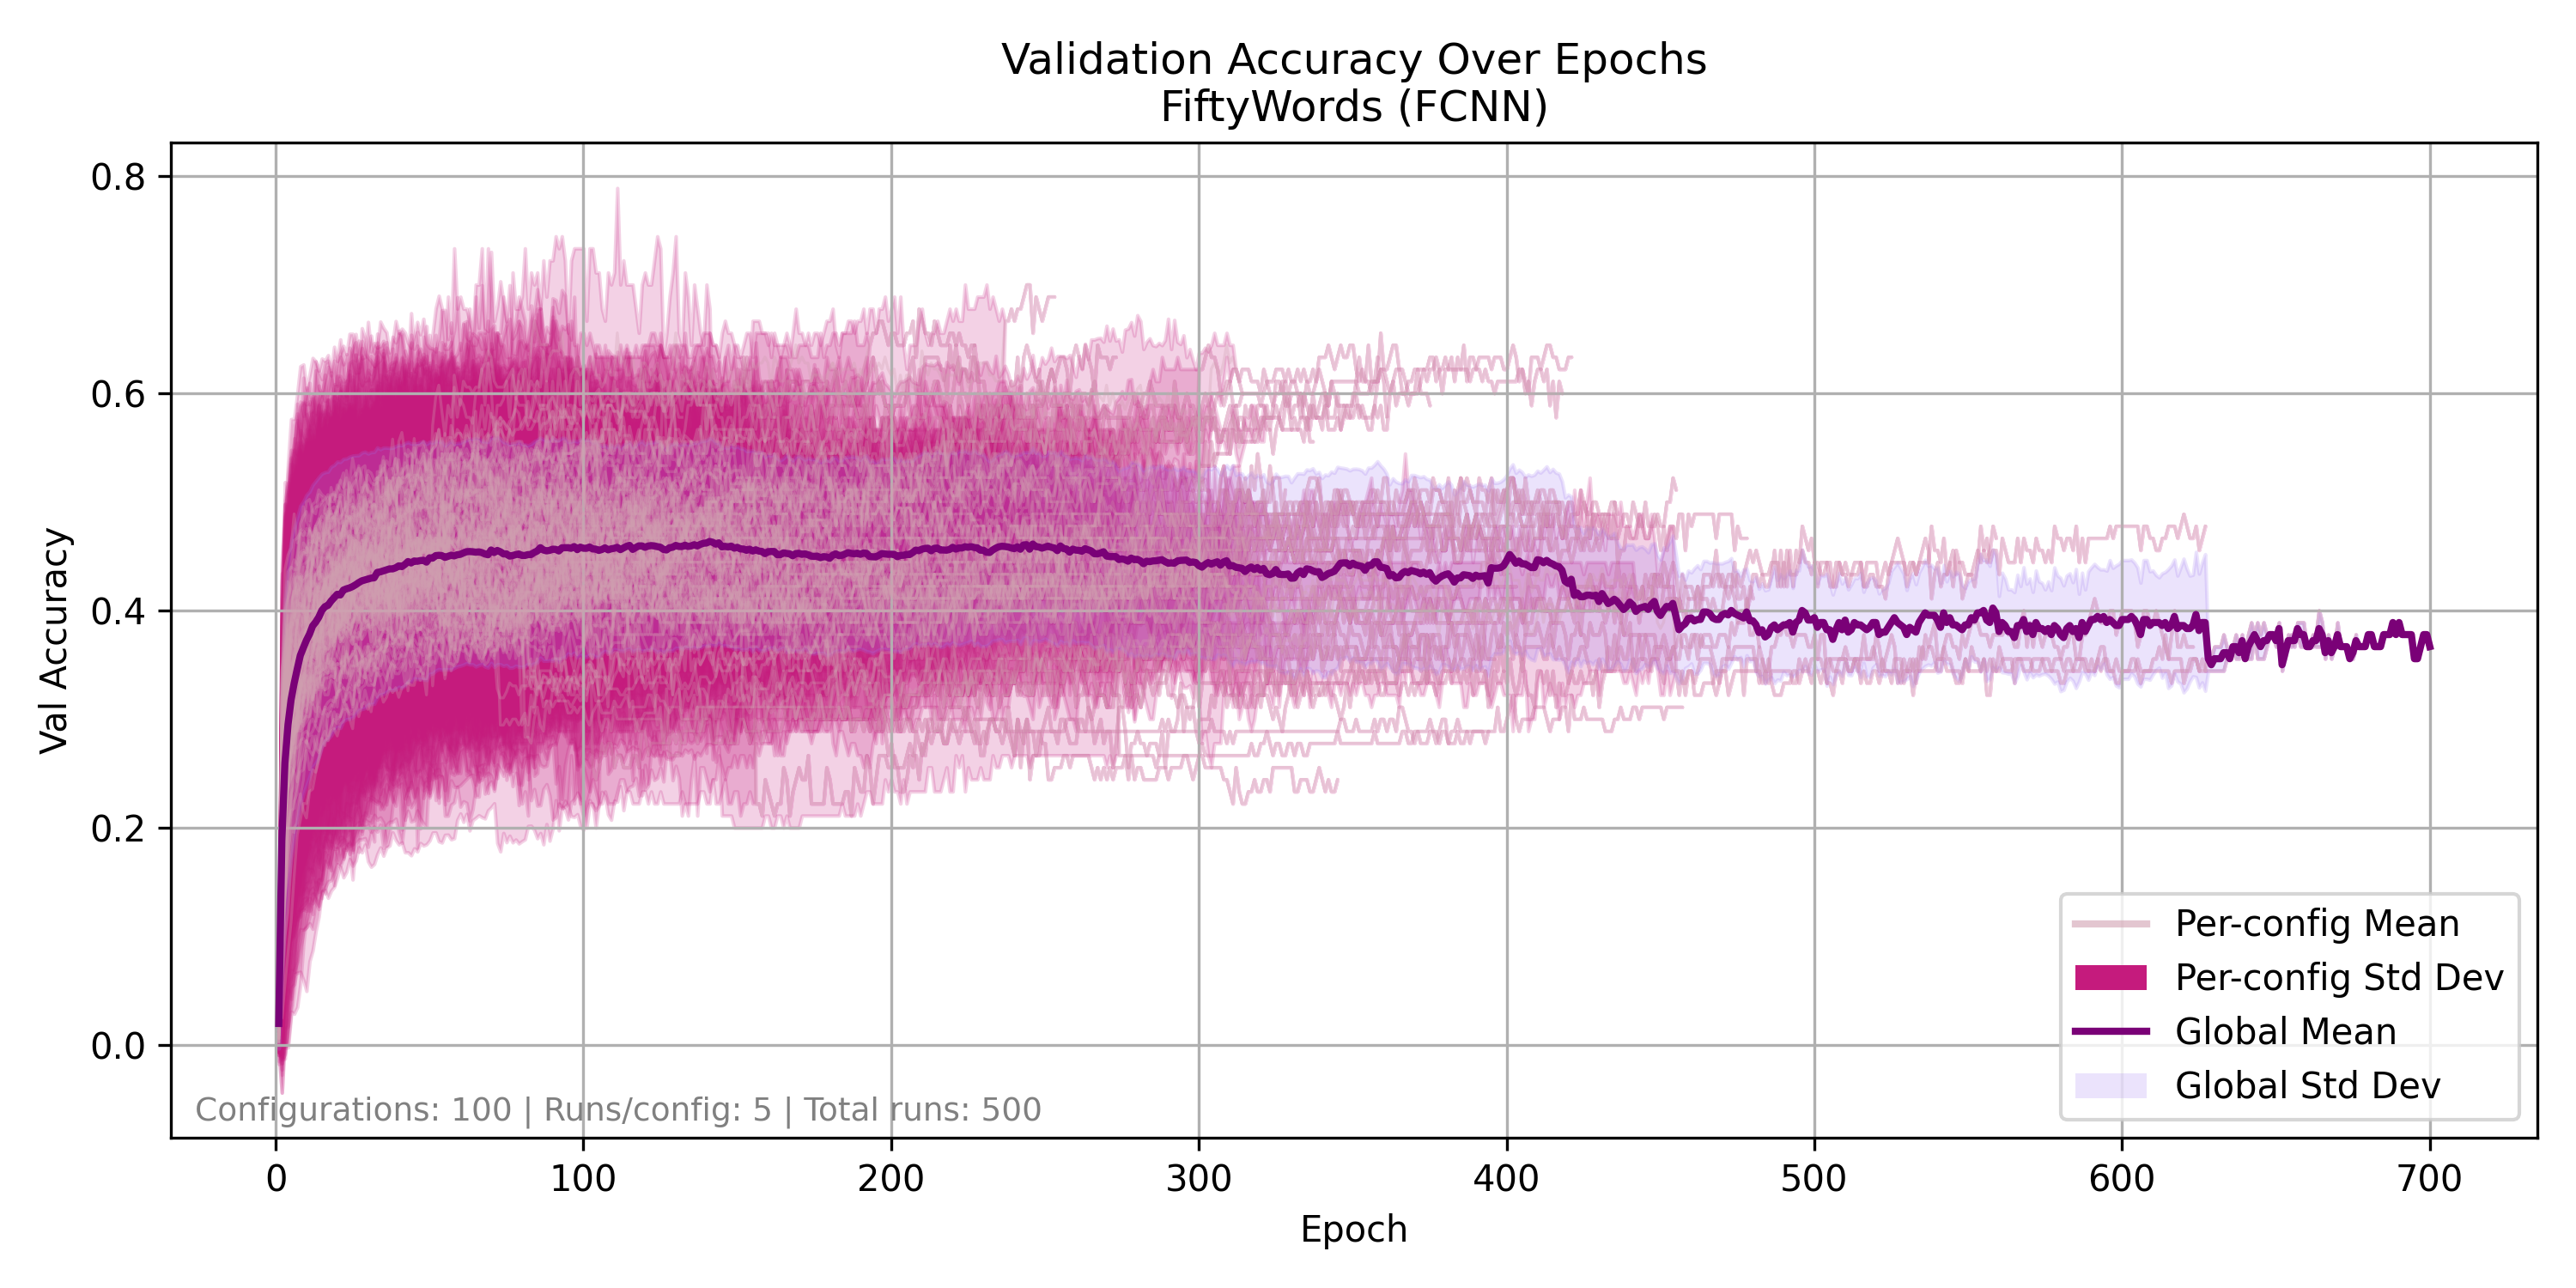 Validation Accuracy Over Epochs
FiftyWords (FCNN)
Val Accuracy
0.8
0.6
0.4
0.2
0.0
Configurations: 100 | Runs/config: 5 | Total runs: 500
Per-config Mean
Per-config Std Dev
Global Mean
Global Std Dev
0 100 200 300 400 500 600 700
Epoch